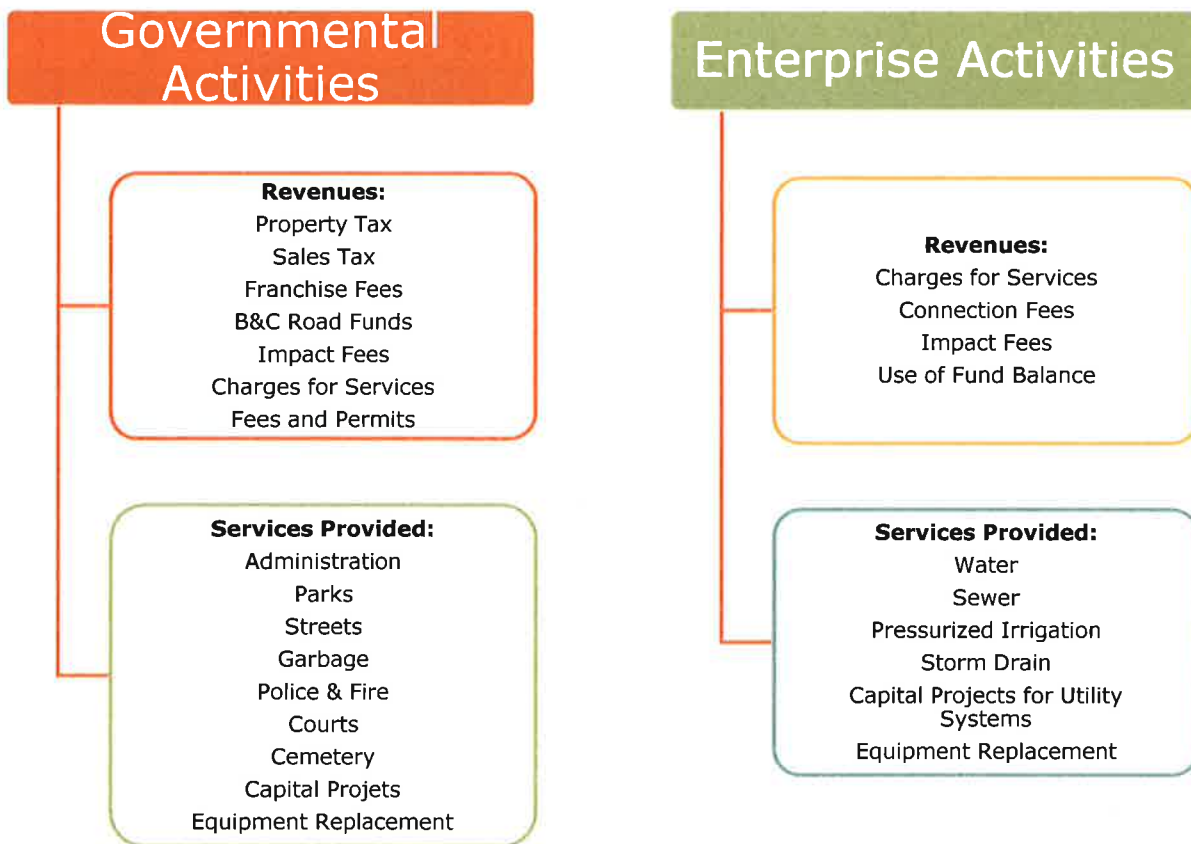 Governmental
Activities
Revenues:
Property Tax
Sales Tax
Franchise Fees
B&C Road Funds
Impact Fees
Charges for Services
Fees and Permits
Services Provided:
Administration
Parks
Streets
Garbage
Police & Fire
Courts
Cemetery
Capital Projets
Equipment Replacement
Enterprise Activities
Revenues:
Charges for Services
Connection Fees
Impact Fees
Use of Fund Balance
Services Provided:
Water
Sewer
Pressurized Irrigation
Storm Drain
Capital Projects for Utility
Systems
Equipment Replacement